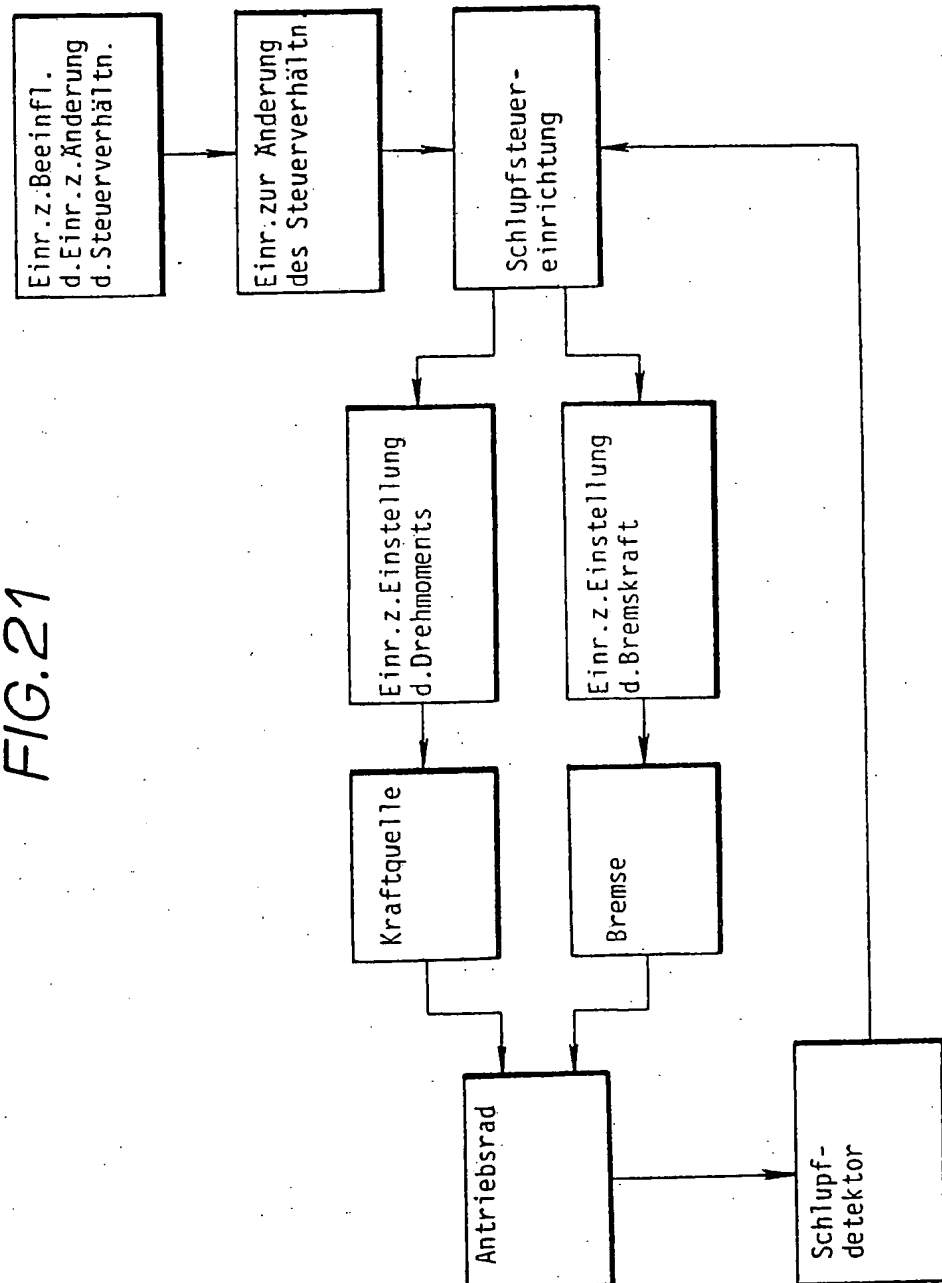 FIG.21
Einr.z.Beeinfl.
d.Einr.z.Änderung
d.Steuerverhältn.
Einr.zur Änderung
des Steuerverhältn.
Schlupfsteuer-
einrichtung
Einr.z.Einstellung
d.Drehmoments
Einr.z.Einstellung
d.Bremskraft
Kraftquelle
Bremse
Antriebsrad
Schlupf-
detektor